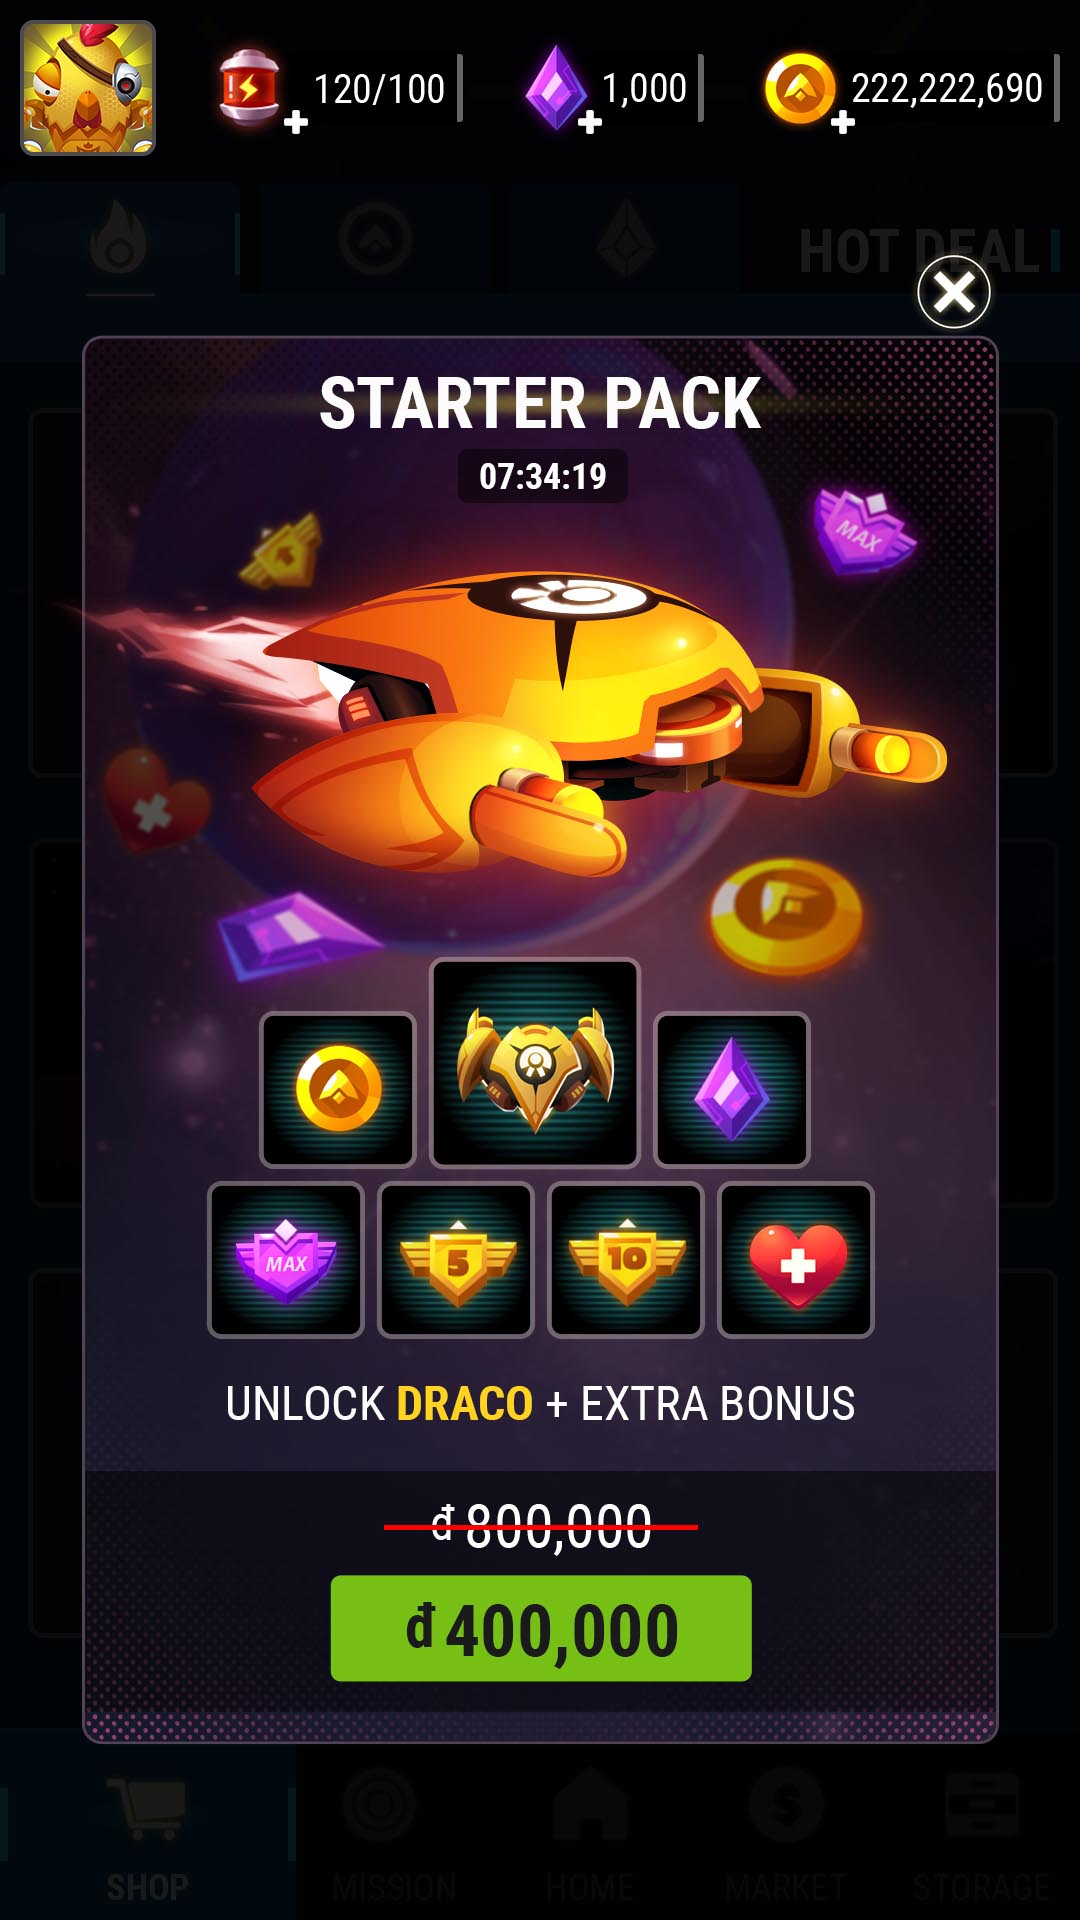 120/100
1,000
222,222,690
HOT DEAL
STARTER PACK
07:34:19
MAX
MAX
5
10
UNLOCK DRACO + EXTRA BONUS
đ 800,000
đ 400,000
SHOP
MISSION
HOME
MARKET
STORAGE